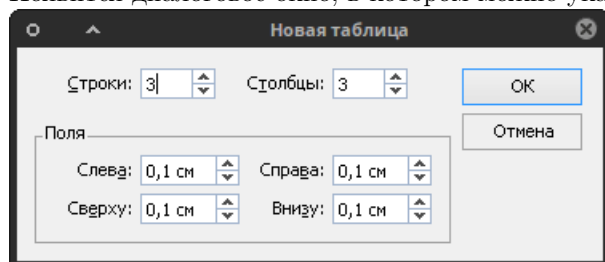 Новая таблица
Строки: 3 Столбцы: 3 OK
Поля Отмена
Слева: 0,1 см Справа: 0,1 см
Сверху: 0,1 см Внизу: 0,1 см